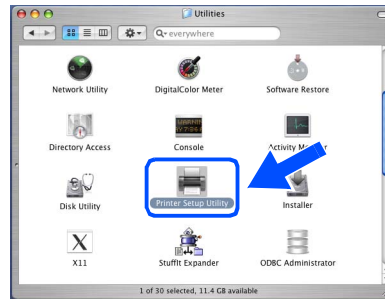 Utilities
everywhere
Network Utility
DigitalColor Meter
Software Restore
Directory Access
Console
Activity Monitor
Disk Utility
Printer Setup Utility
Installer
X11
StuffIt Expander
ODBC Administrator
1 of 30 selected, 11.4 GB available